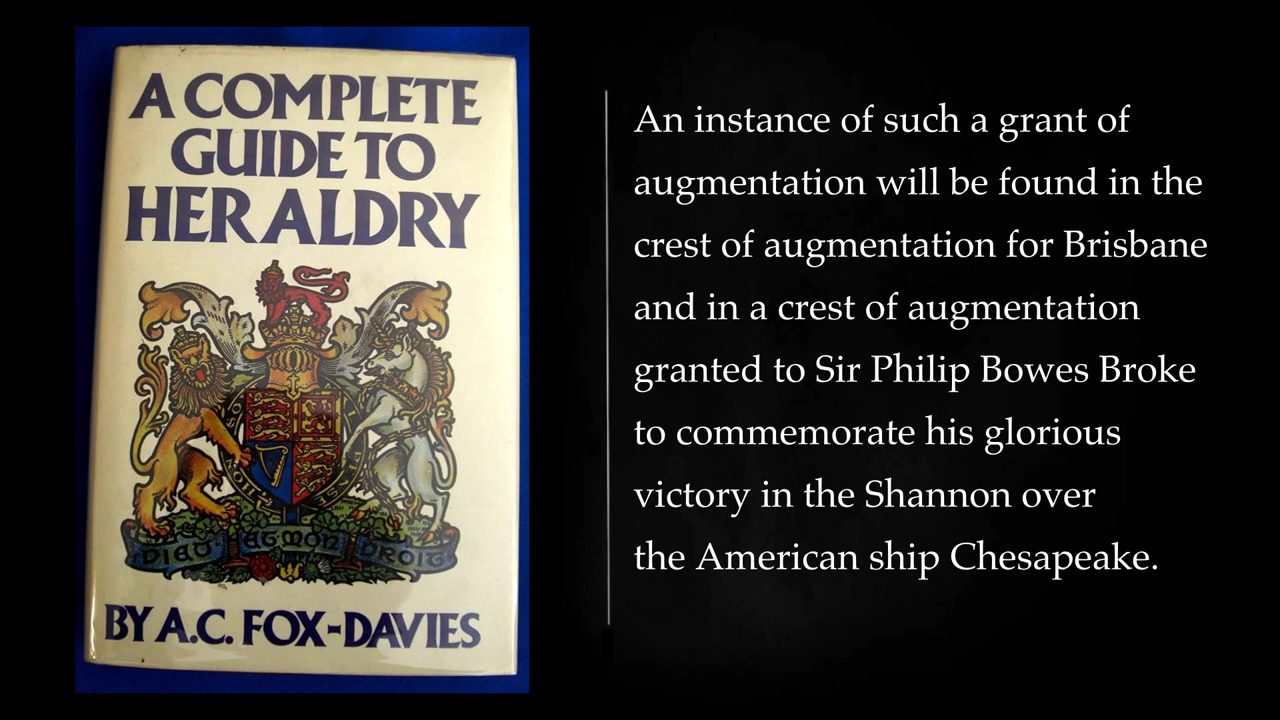 A COMPLETE
GUIDE TO
HERALDRY
DIEU ET MON DROIT
BY A.C. FOX-DAVIES
An instance of such a grant of
augmentation will be found in the
crest of augmentation for Brisbane
and in a crest of augmentation
granted to Sir Philip Bowes Broke
to commemorate his glorious
victory in the Shannon over
the American ship Chesapeake.